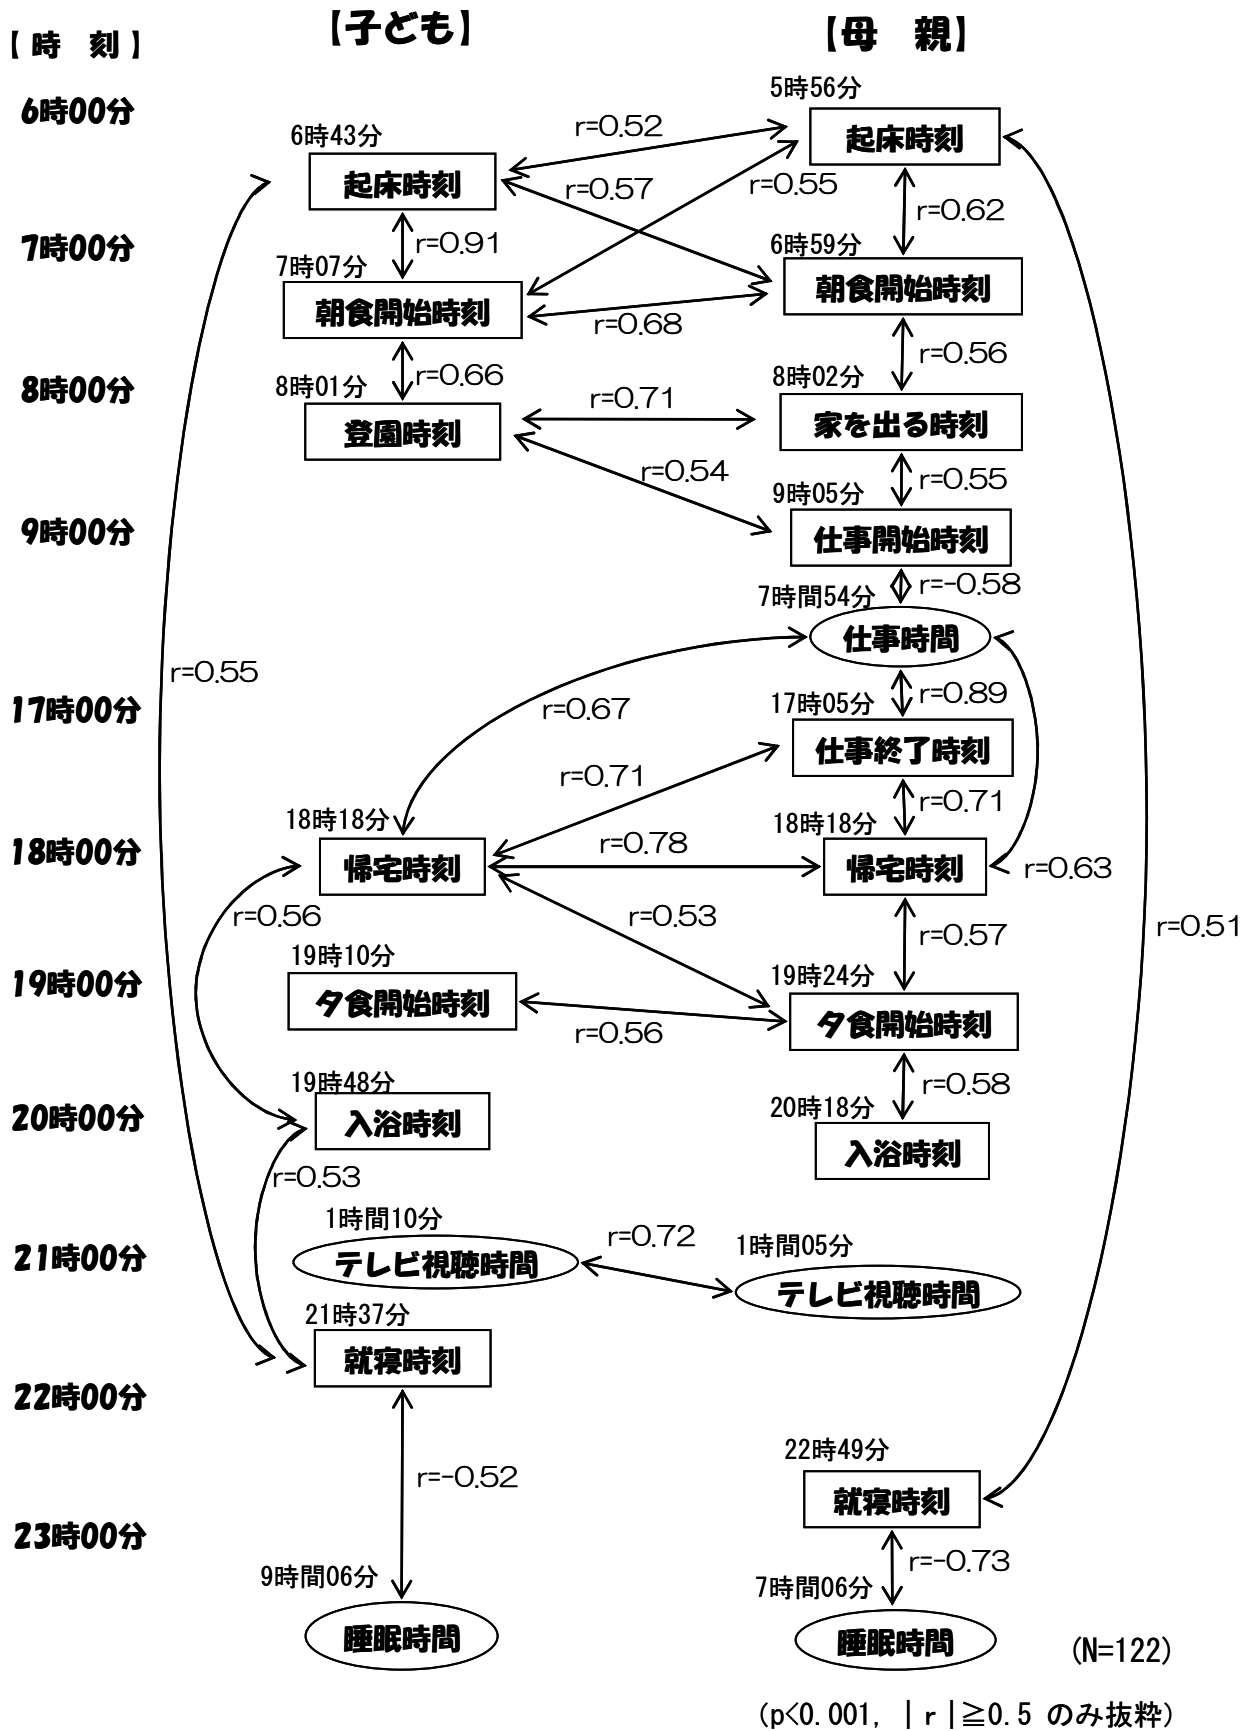 【時　刻】
【子ども】
【母　親】
6時00分
5時56分
起床時刻
6時43分
起床時刻
r=0.52
r=0.57
r=0.55
r=0.62
7時00分
r=0.91
7時07分
朝食開始時刻
6時59分
朝食開始時刻
r=0.68
r=0.56
8時00分
r=0.66
8時01分
登園時刻
r=0.71
8時02分
家を出る時刻
r=0.54
r=0.55
9時00分
9時05分
仕事開始時刻
r=-0.58
7時間54分
仕事時間
r=0.55
r=0.67
r=0.89
17時00分
17時05分
仕事終了時刻
r=0.71
r=0.71
18時00分
18時18分
帰宅時刻
r=0.78
18時18分
帰宅時刻
r=0.63
r=0.56
r=0.53
r=0.57
r=0.51
19時00分
19時10分
夕食開始時刻
19時24分
夕食開始時刻
r=0.56
r=0.58
20時00分
19時48分
入浴時刻
20時18分
入浴時刻
r=0.53
21時00分
1時間10分
テレビ視聴時間
r=0.72
1時間05分
テレビ視聴時間
21時37分
就寝時刻
22時00分
r=-0.52
22時49分
就寝時刻
23時00分
r=-0.73
9時間06分
睡眠時間
7時間06分
睡眠時間
(N=122)
(p<0.001, ｜r｜≧0.5 のみ抜粋)